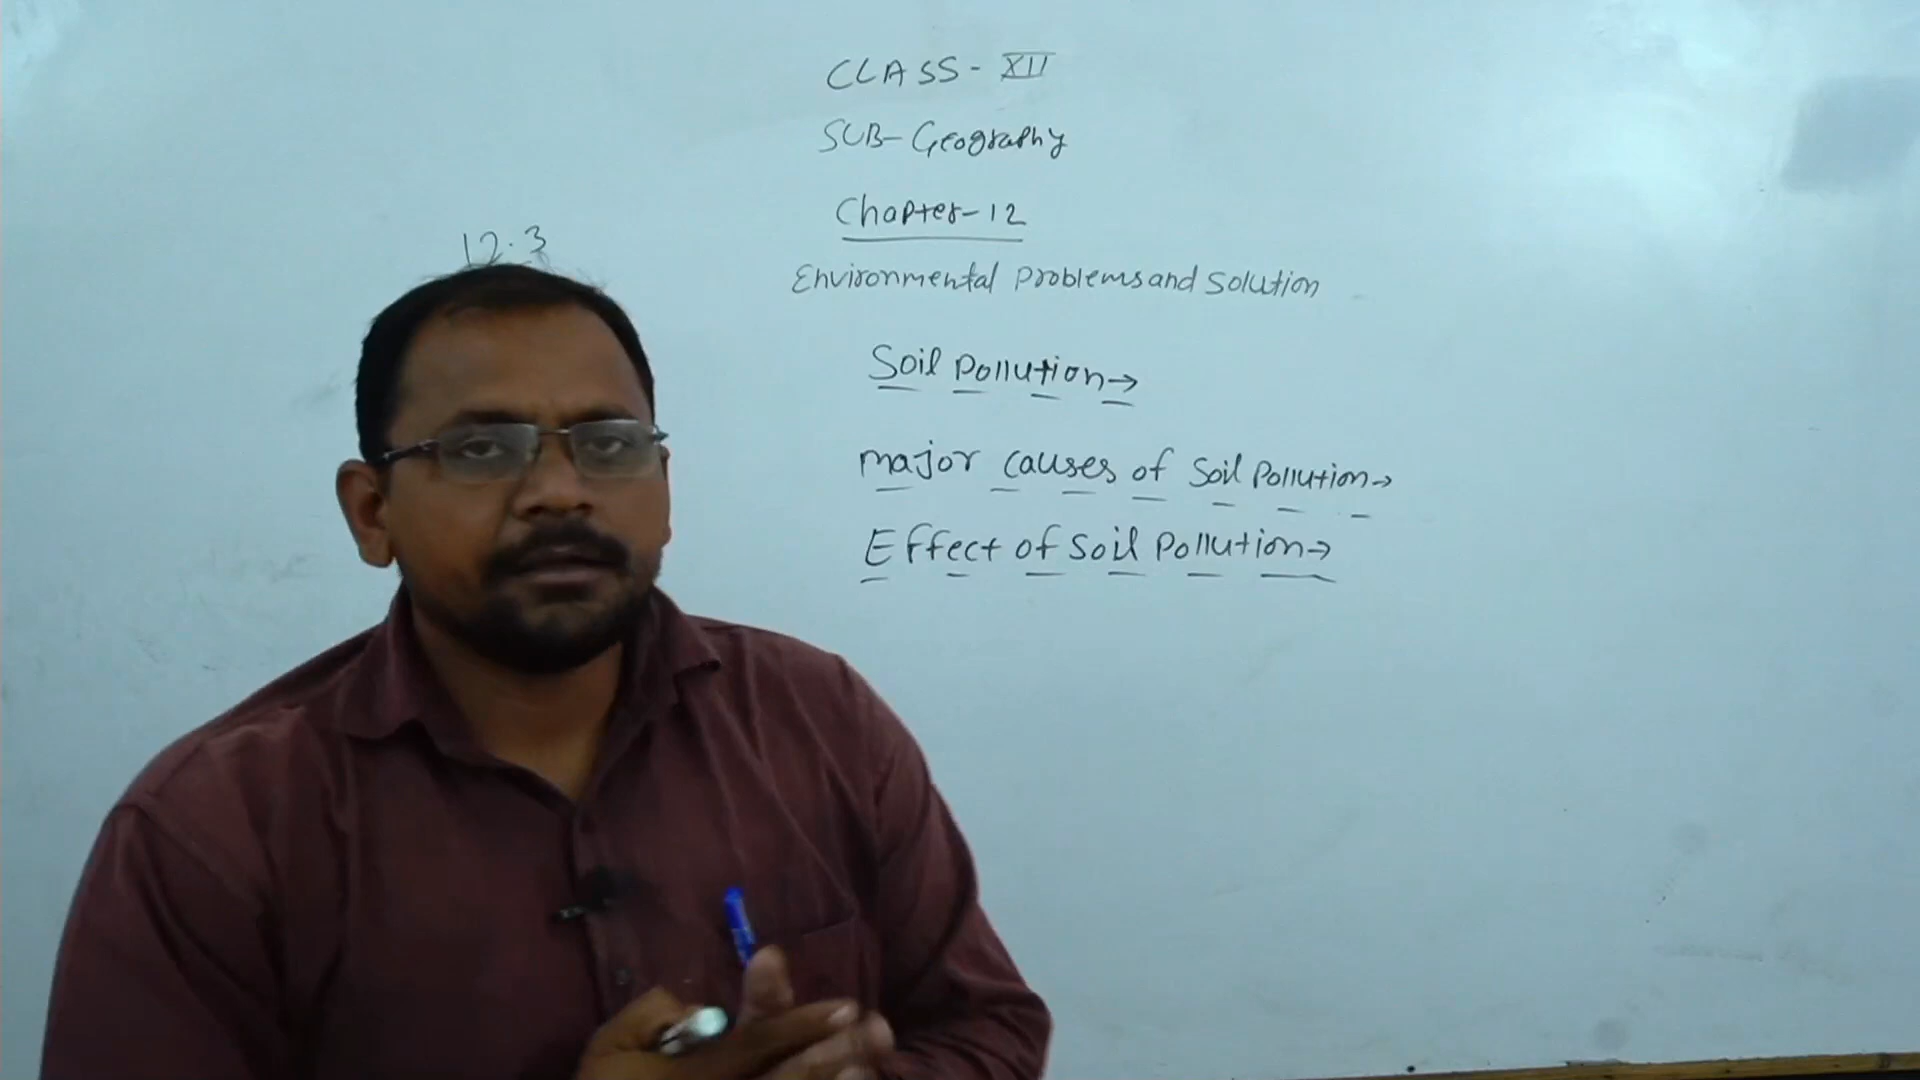 CLASS - XII
SUB- Geography
Chapter-12
12.3
Environmental Problems and Solution
Soil Pollution→
major causes of Soil Pollution→
Effect of Soil Pollution→